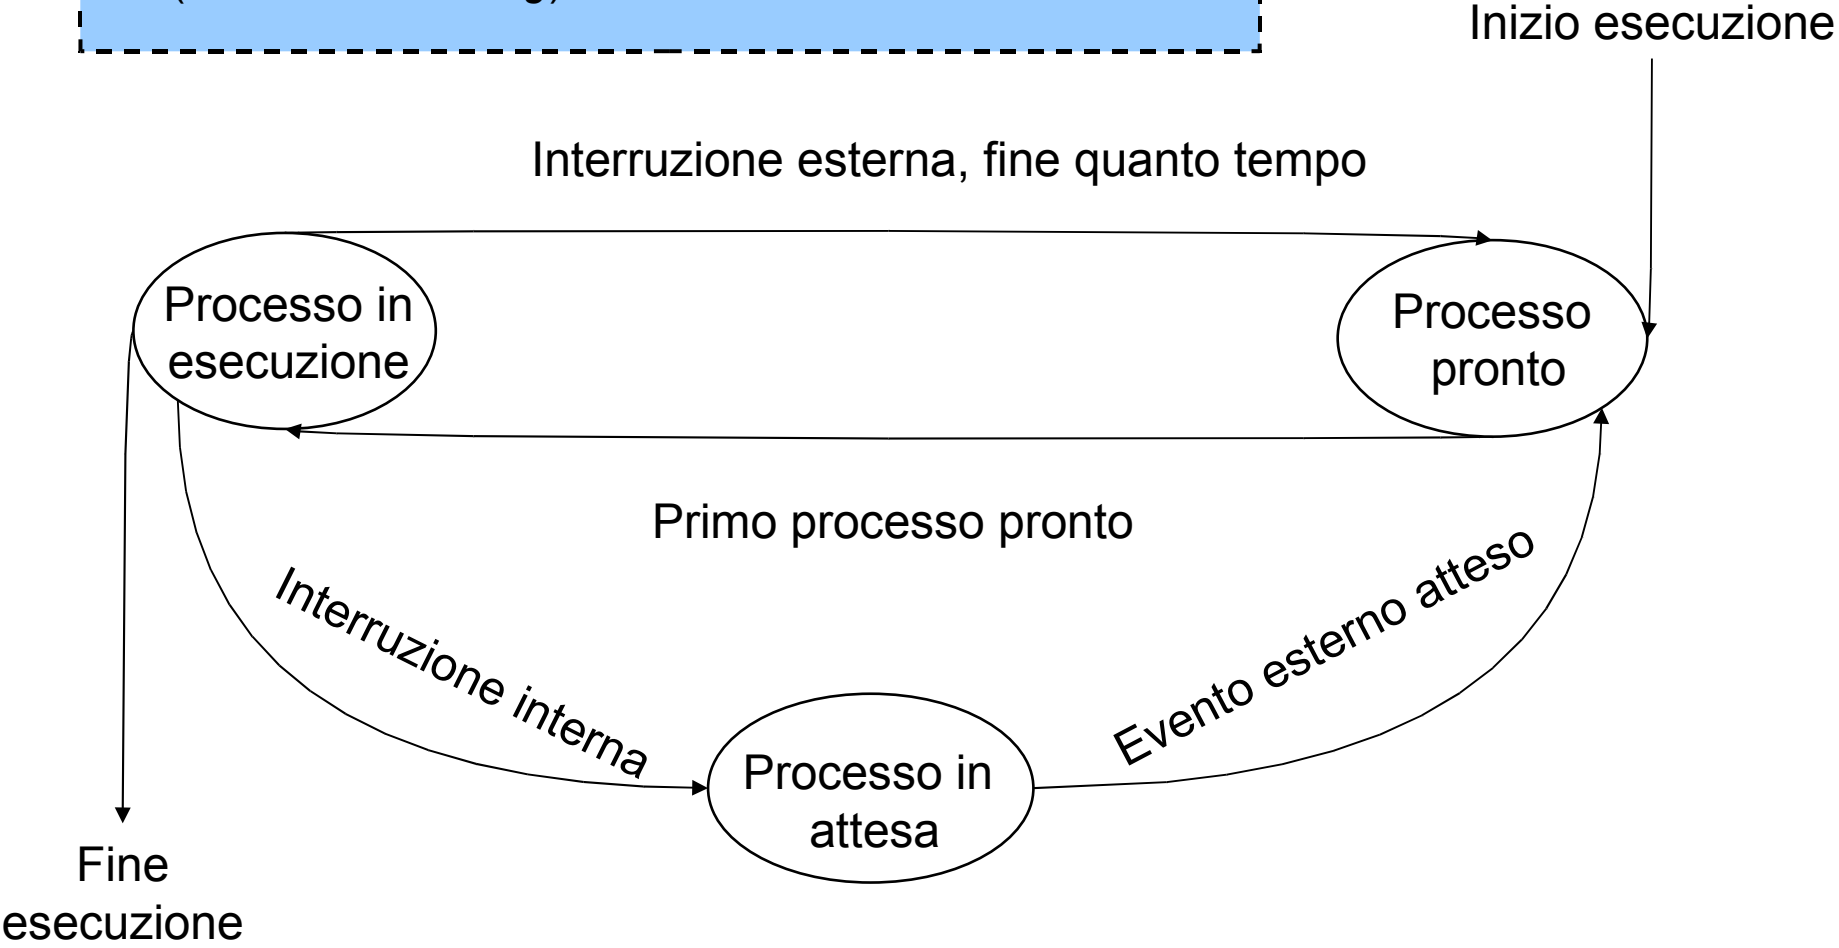 Inizio esecuzione
Interruzione esterna, fine quanto tempo
Processo in
esecuzione
Processo
pronto
Primo processo pronto
Interruzione interna
Evento esterno atteso
Processo in
attesa
Fine
esecuzione